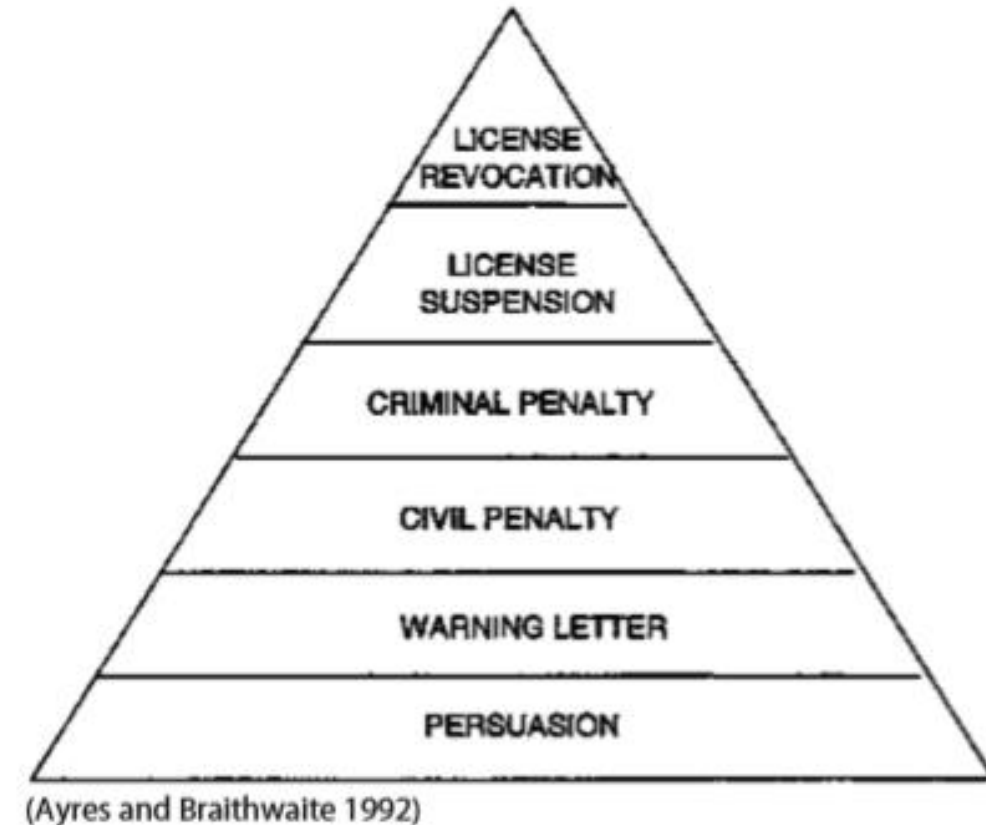 LICENSE
REVOCATION
LICENSE
SUSPENSION
CRIMINAL PENALTY
CIVIL PENALTY
WARNING LETTER
PERSUASION
(Ayres and Braithwaite 1992)